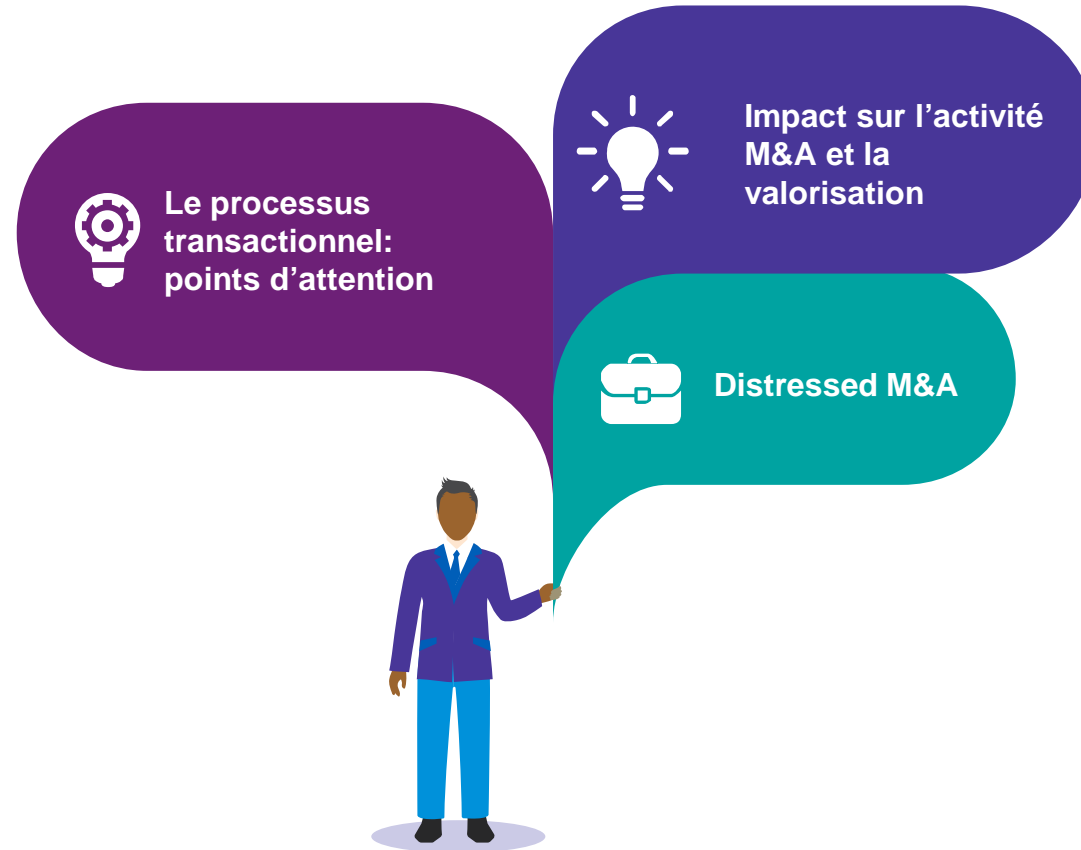 Impact sur l’activité
M&A et la
valorisation
Le processus
transactionnel:
points d’attention
Distressed M&A